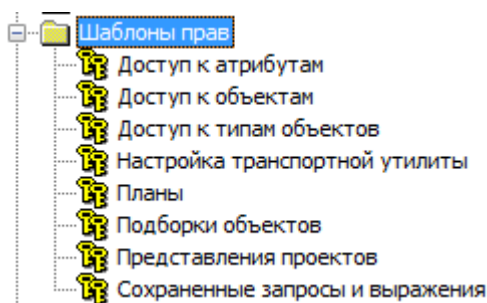 Шаблоны прав
Доступ к атрибутам
Доступ к объектам
Доступ к типам объектов
Настройка транспортной утилиты
Планы
Подборки объектов
Представления проектов
Сохраненные запросы и выражения